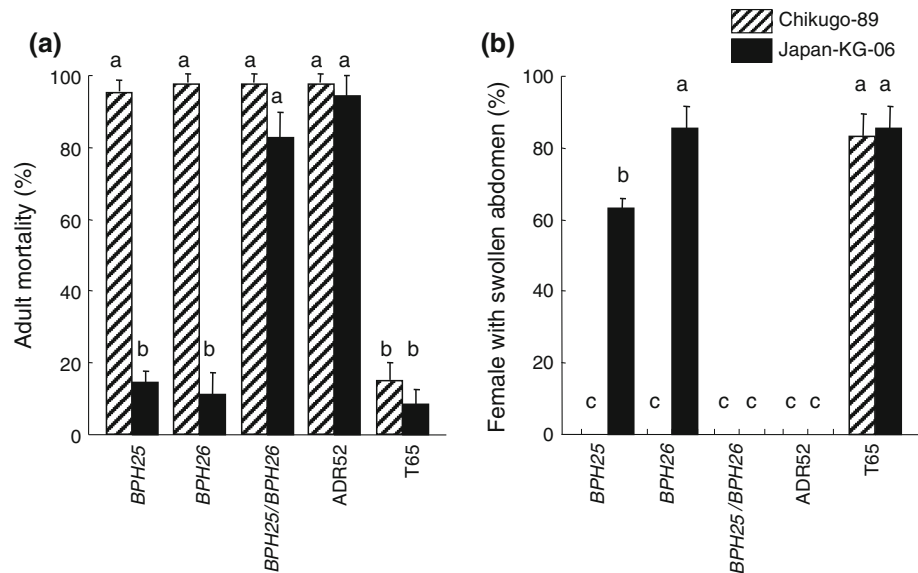 (a)
a
a
a
a
a
a
b
b
b
b
100
80
60
40
20
0
Adult mortality (%)
BPH25
BPH26
BPH25/BPH26
ADR52
T65
(b)
Chikugo-89
Japan-KG-06
a
a
a
b
c
c
c
c
c
c
100
80
60
40
20
0
Female with swollen abdomen (%)
BPH25
BPH26
BPH25/BPH26
ADR52
T65